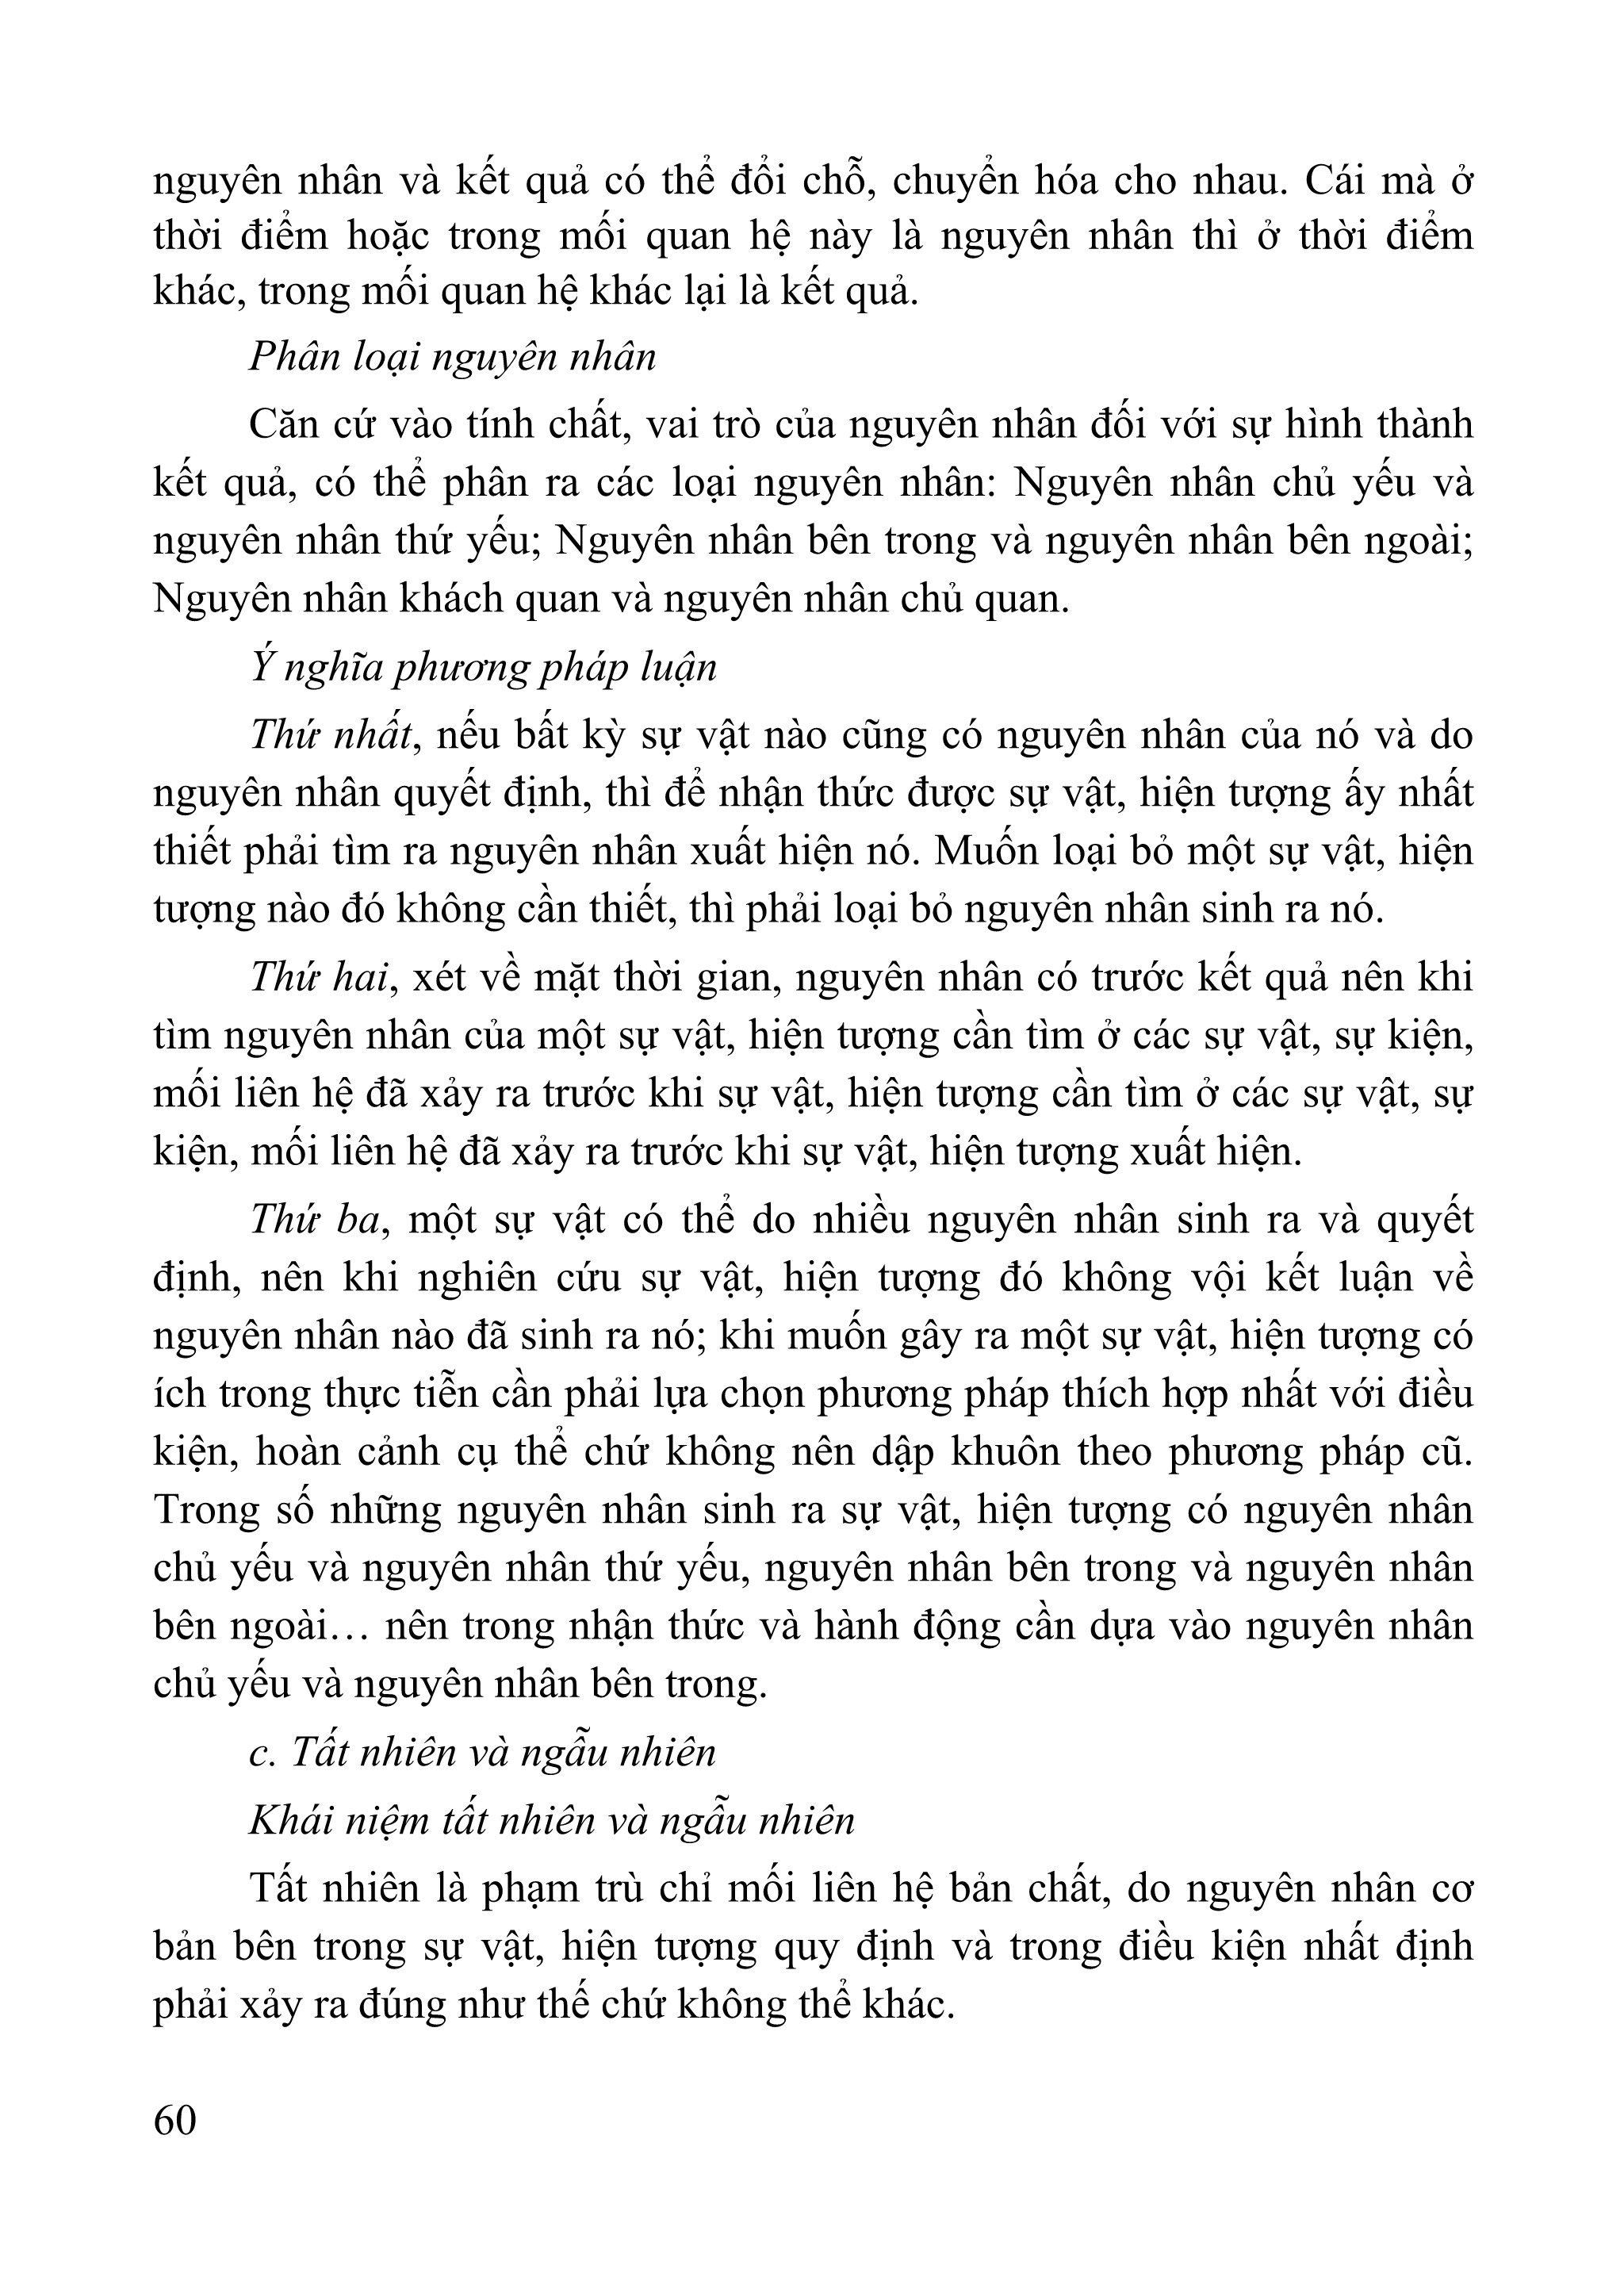 nguyên nhân và kết quả có thể đổi chỗ, chuyển hóa cho nhau. Cái mà ở
thời điểm hoặc trong mối quan hệ này là nguyên nhân thì ở thời điểm
khác, trong mối quan hệ khác lại là kết quả.
Phân loại nguyên nhân
Căn cứ vào tính chất, vai trò của nguyên nhân đối với sự hình thành
kết quả, có thể phân ra các loại nguyên nhân: Nguyên nhân chủ yếu và
nguyên nhân thứ yếu; Nguyên nhân bên trong và nguyên nhân bên ngoài;
Nguyên nhân khách quan và nguyên nhân chủ quan.
Ý nghĩa phương pháp luận
Thứ nhất, nếu bất kỳ sự vật nào cũng có nguyên nhân của nó và do
nguyên nhân quyết định, thì để nhận thức được sự vật, hiện tượng ấy nhất
thiết phải tìm ra nguyên nhân xuất hiện nó. Muốn loại bỏ một sự vật, hiện
tượng nào đó không cần thiết, thì phải loại bỏ nguyên nhân sinh ra nó.
Thứ hai, xét về mặt thời gian, nguyên nhân có trước kết quả nên khi
tìm nguyên nhân của một sự vật, hiện tượng cần tìm ở các sự vật, sự kiện,
mối liên hệ đã xảy ra trước khi sự vật, hiện tượng cần tìm ở các sự vật, sự
kiện, mối liên hệ đã xảy ra trước khi sự vật, hiện tượng xuất hiện.
Thứ ba, một sự vật có thể do nhiều nguyên nhân sinh ra và quyết
định, nên khi nghiên cứu sự vật, hiện tượng đó không vội kết luận về
nguyên nhân nào đã sinh ra nó; khi muốn gây ra một sự vật, hiện tượng có
ích trong thực tiễn cần phải lựa chọn phương pháp thích hợp nhất với điều
kiện, hoàn cảnh cụ thể chứ không nên dập khuôn theo phương pháp cũ.
Trong số những nguyên nhân sinh ra sự vật, hiện tượng có nguyên nhân
chủ yếu và nguyên nhân thứ yếu, nguyên nhân bên trong và nguyên nhân
bên ngoài… nên trong nhận thức và hành động cần dựa vào nguyên nhân
chủ yếu và nguyên nhân bên trong.
c. Tất nhiên và ngẫu nhiên
Khái niệm tất nhiên và ngẫu nhiên
Tất nhiên là phạm trù chỉ mối liên hệ bản chất, do nguyên nhân cơ
bản bên trong sự vật, hiện tượng quy định và trong điều kiện nhất định
phải xảy ra đúng như thế chứ không thể khác.
60